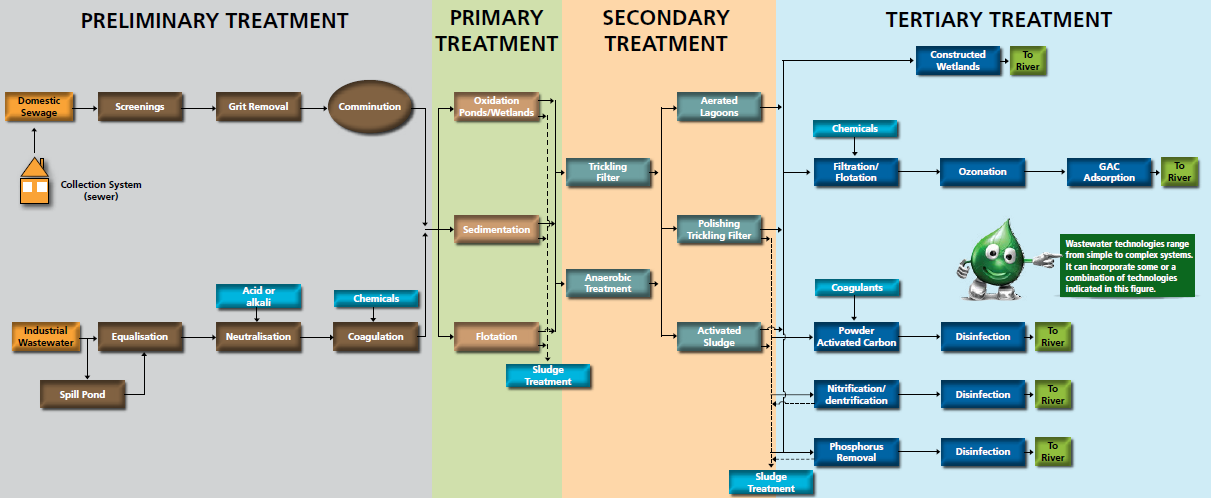 PRELIMINARY TREATMENT
PRIMARY
TREATMENT
SECONDARY
TREATMENT
TERTIARY TREATMENT
Domestic
Sewage
Screenings
Grit Removal
Comminution
Collection System
(sewer)
Acid or
alkali
Chemicals
Industrial
Wastewater
Equalisation
Neutralisation
Coagulation
Spill Pond
Oxidation
Ponds/Wetlands
Sedimentation
Flotation
Sludge
Treatment
Trickling
Filter
Anaerobic
Treatment
Aerated
Lagoons
Polishing
Trickling Filter
Activated
Sludge
Sludge
Treatment
Constructed
Wetlands
To
River
Chemicals
Filtration/
Flotation
Ozonation
GAC
Adsorption
To
River
Wastewater technologies range
from simple to complex systems.
It can incorporate some or a
combination of technologies
indicated in this figure.
Coagulants
Powder
Activated Carbon
Disinfection
To
River
Nitrification/
dentrification
Disinfection
To
River
Phosphorus
Removal
Disinfection
To
River